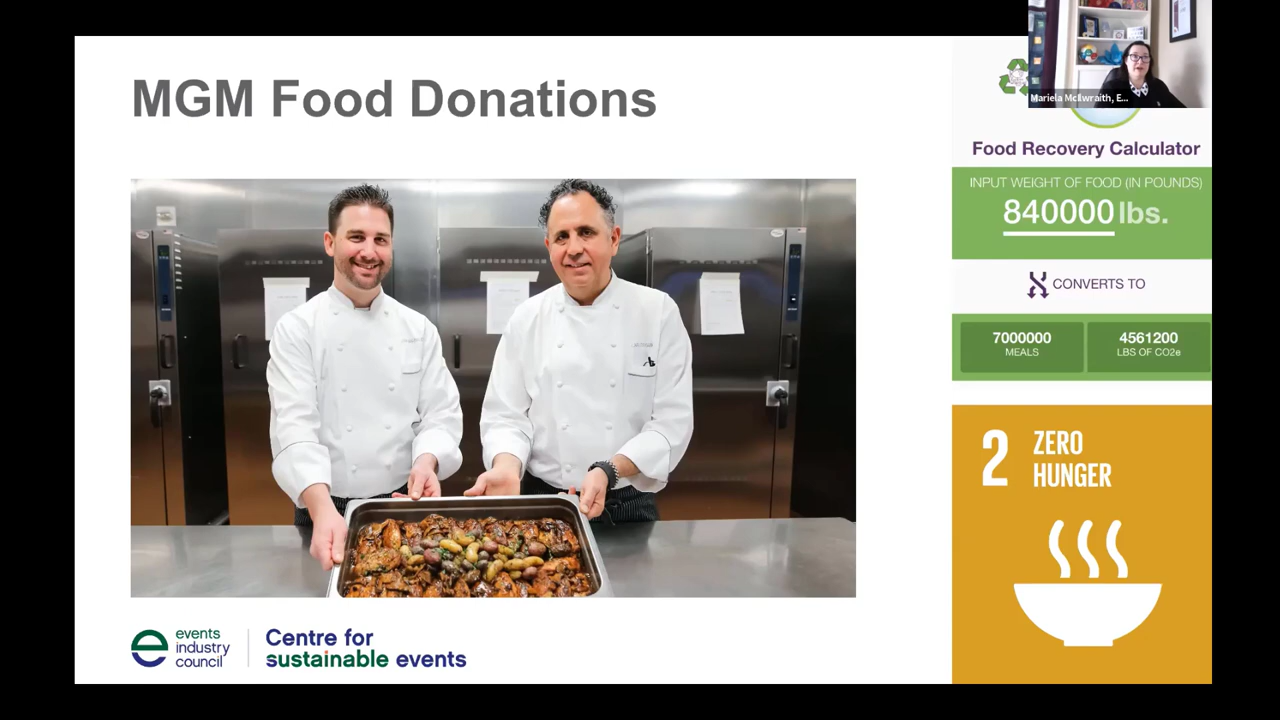 MGM Food Donations
Mariela McIlwraith, E...
Food Recovery Calculator
INPUT WEIGHT OF FOOD (IN POUNDS)
840000 lbs.
CONVERTS TO
7000000
MEALS
4561200
LBS OF CO2e
2 ZERO
HUNGER
events
industry
council
Centre for
sustainable events